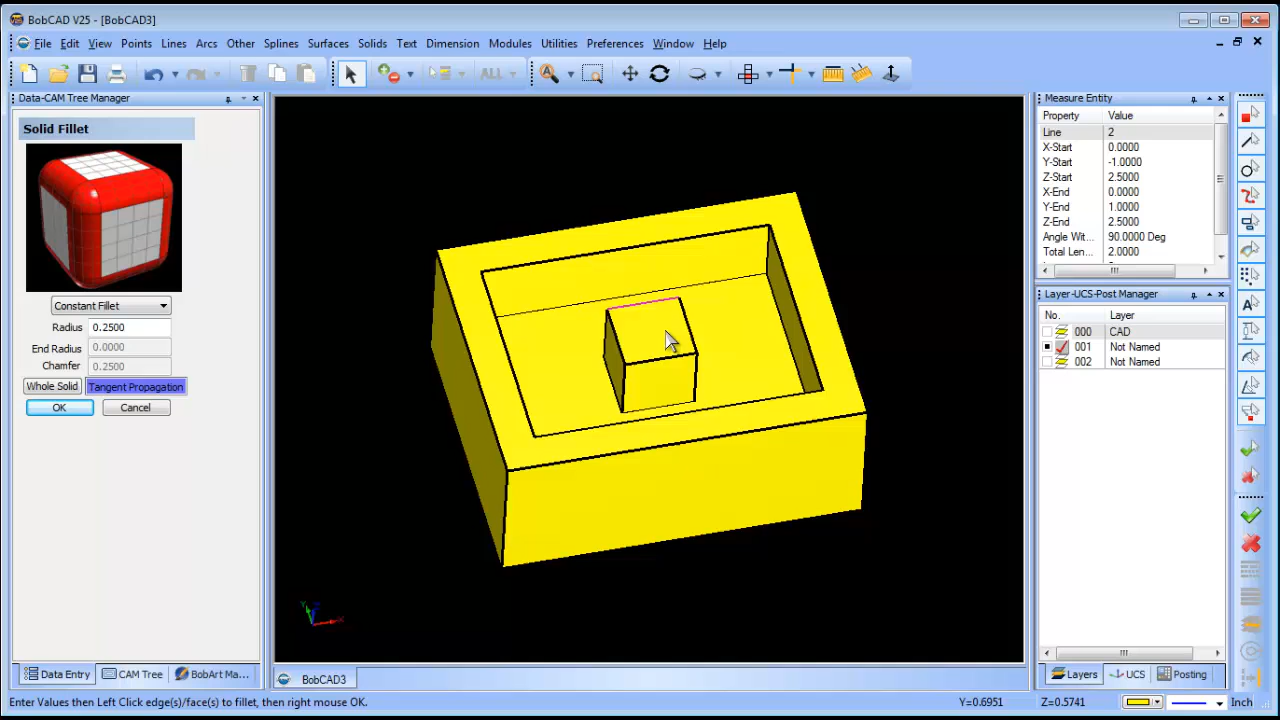 BobCAD V25 - [BobCAD3]
File Edit View Points Lines Arcs Other Splines Surfaces Solids Text Dimension Modules Utilities Preferences Window Help
ALL
Data-CAM Tree Manager
Solid Fillet
Constant Fillet
Radius 0.2500
End Radius 0.0000
Chamfer 0.2500
Whole Solid Tangent Propagation
OK Cancel
Data Entry CAM Tree BobArt Ma...
BobCAD3
Measure Entity
Property Value
Line 2
X-Start 0.0000
Y-Start -1.0000
Z-Start 2.5000
X-End 0.0000
Y-End 1.0000
Z-End 2.5000
Angle Wit... 90.0000 Deg
Total Len... 2.0000
Layer-UCS-Post Manager
No. Layer
000 CAD
001 Not Named
002 Not Named
Layers UCS Posting
Enter Values then Left Click edge(s)/face(s) to fillet, then right mouse OK.
Y=0.6951 Z=0.5741 Inch